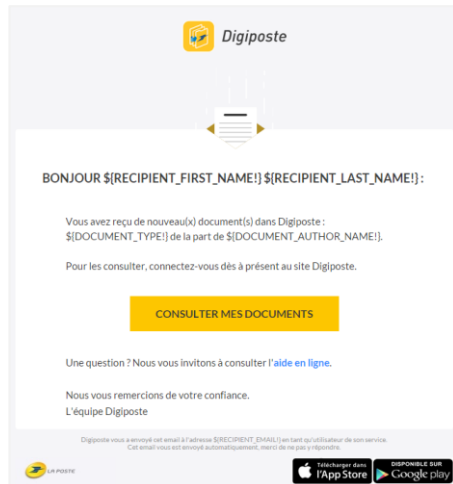 Digiposte
BONJOUR ${RECIPIENT_FIRST_NAME!} ${RECIPIENT_LAST_NAME!} :
Vous avez reçu de nouveau(x) document(s) dans Digiposte :
${DOCUMENT_TYPE!} de la part de ${DOCUMENT_AUTHOR_NAME!}.
Pour les consulter, connectez-vous dès à présent au site Digiposte.
CONSULTER MES DOCUMENTS
Une question ? Nous vous invitons à consulter l'aide en ligne.
Nous vous remercions de votre confiance.
L'équipe Digiposte
Digiposte vous a envoyé cet email à l'adresse ${RECIPIENT_EMAIL!} en tant qu'utilisateur de son service.
Cet email vous est envoyé automatiquement, merci de ne pas y répondre.
LA POSTE
Télécharger dans
l'App Store
DISPONIBLE SUR
Google play